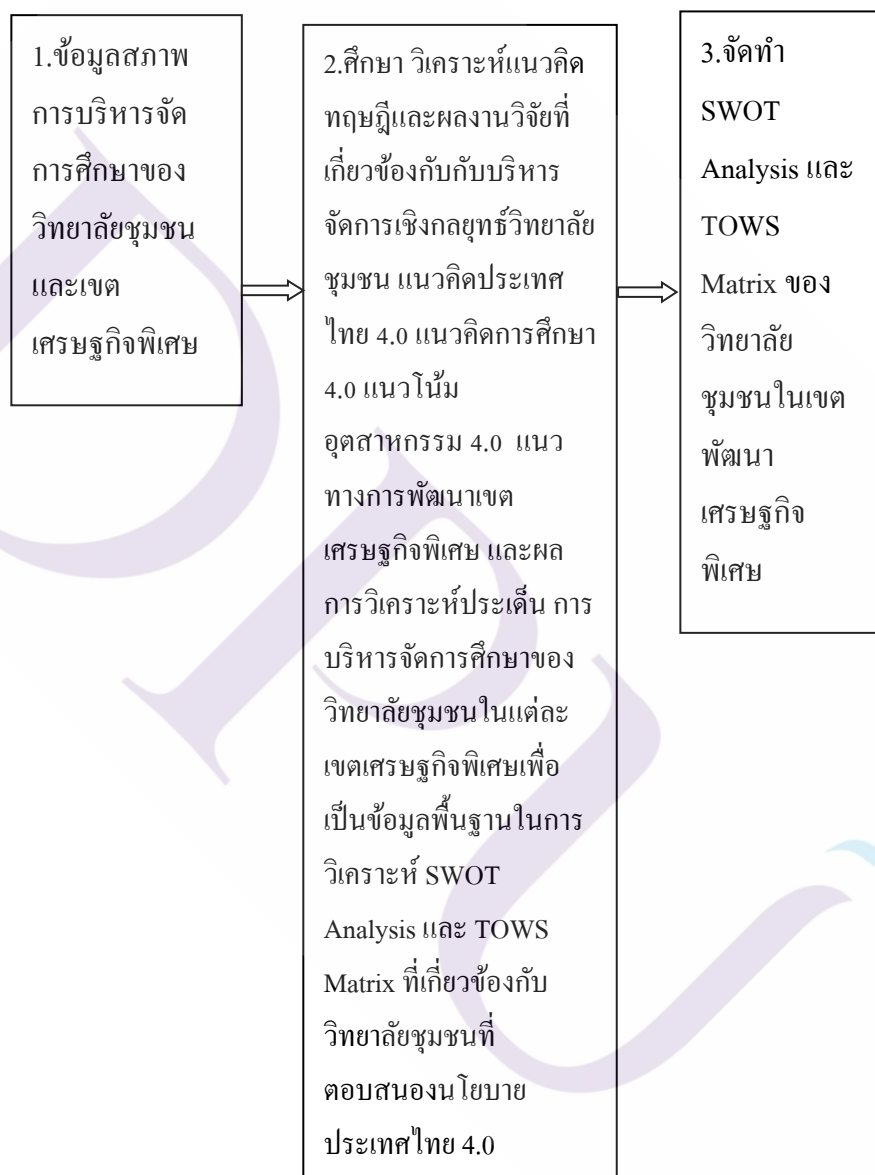 1.ข้อมูลสภาพ
การบริหารจัด
การศึกษาของ
วิทยาลัยชุมชน
และเขต
เศรษฐกิจพิเศษ
2.ศึกษา วิเคราะห์แนวคิด
ทฤษฎีและผลงานวิจัยที่
เกี่ยวข้องกับกับบริหาร
จัดการเชิงกลยุทธ์วิทยาลัย
ชุมชน แนวคิดประเทศ
ไทย 4.0 แนวคิดการศึกษา
4.0 แนวโน้ม
อุตสาหกรรม 4.0 แนว
ทางการพัฒนาเขต
เศรษฐกิจพิเศษ และผล
การวิเคราะห์ประเด็น การ
บริหารจัดการศึกษาของ
วิทยาลัยชุมชนในแต่ละ
เขตเศรษฐกิจพิเศษเพื่อ
เป็นข้อมูลพื้นฐานในการ
วิเคราะห์ SWOT
Analysis และ TOWS
Matrix ที่เกี่ยวข้องกับ
วิทยาลัยชุมชนที่
ตอบสนองนโยบาย
ประเทศไทย 4.0
3.จัดทำ
SWOT
Analysis และ
TOWS
Matrix ของ
วิทยาลัย
ชุมชนในเขต
พัฒนา
เศรษฐกิจ
พิเศษ
DPU